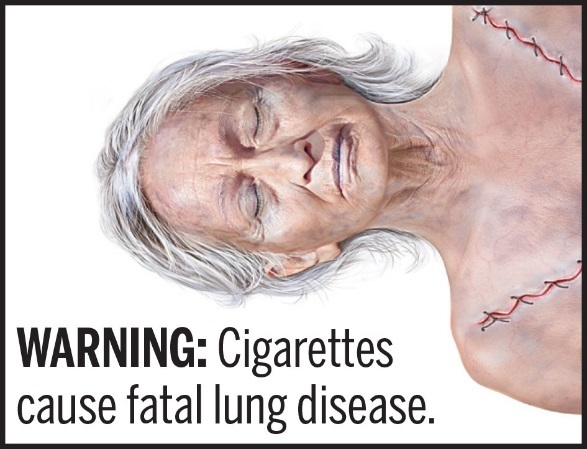 WARNING: Cigarettes
cause fatal lung disease.